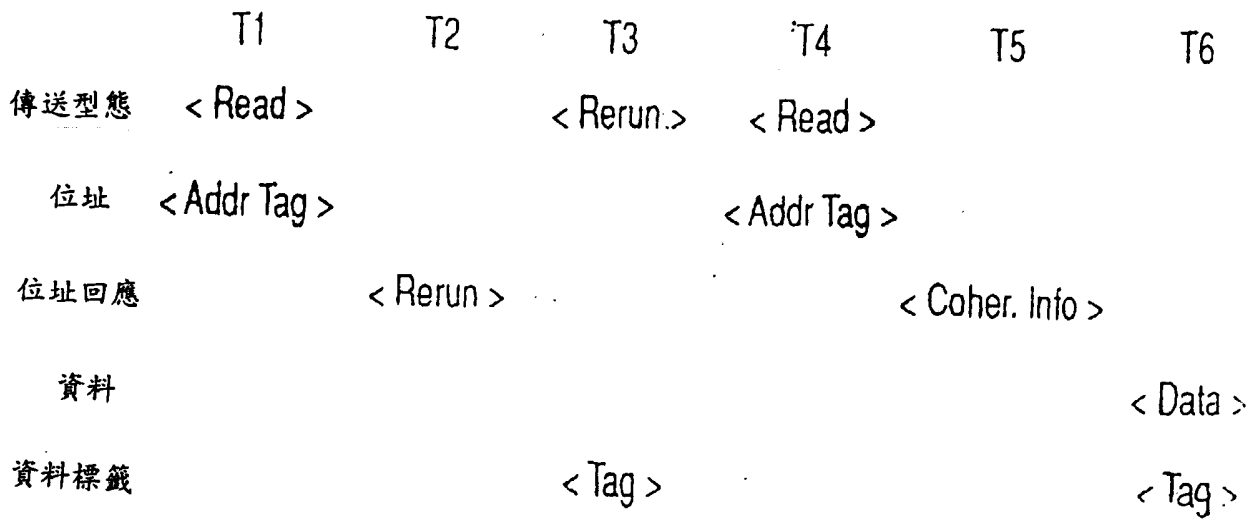 T1 T2 T3 T4 T5 T6
傳送型態 < Read > < Rerun > < Read >
位址 < Addr Tag > < Addr Tag >
位址回應 < Rerun > < Coher. Info >
資料 < Data >
資料標籤 < Tag > < Tag >